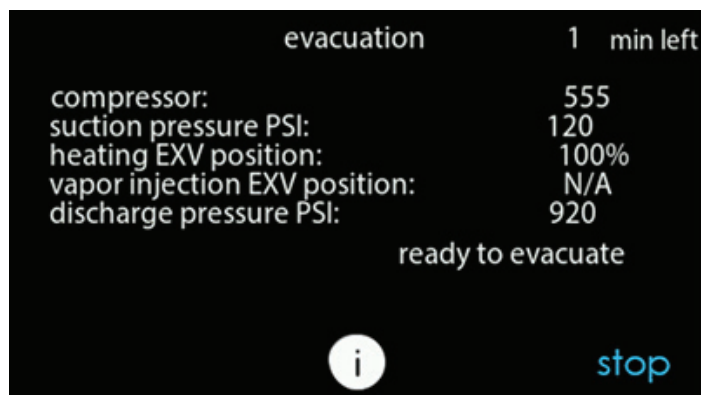 evacuation 1 min left
compressor: 555
suction pressure PSI: 120
heating EXV position: 100%
vapor injection EXV position: N/A
discharge pressure PSI: 920
ready to evacuate
i stop